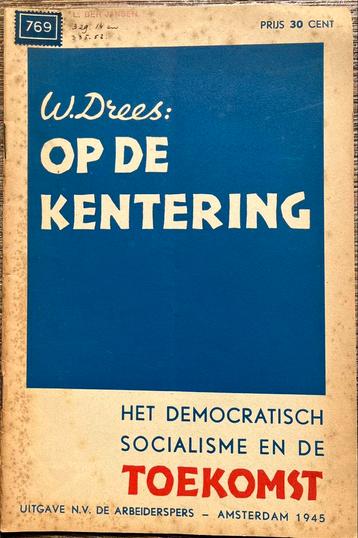 769
PRIJS 30 CENT
W. Drees:
OP DE
KENTERING
HET DEMOCRATISCH
SOCIALISME EN DE
TOEKOMST
UITGAVE N.V. DE ARBEIDERSPERS – AMSTERDAM 1945